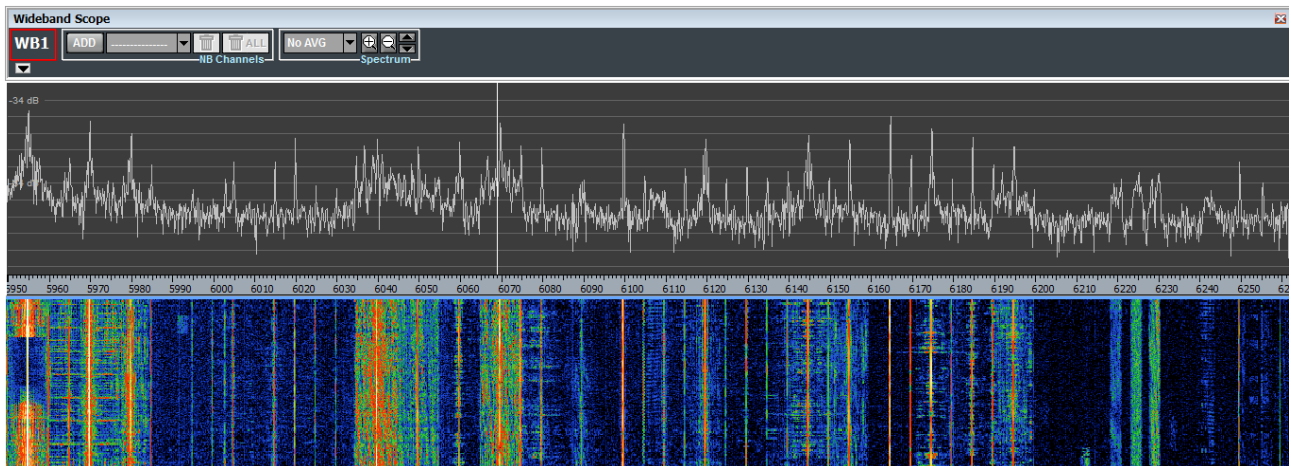 Wideband Scope
WB1 ADD --------------- ALL No AVG
NB Channels Spectrum
-34 dB
dB
5950 5960 5970 5980 5990 6000 6010 6020 6030 6040 6050 6060 6070 6080 6090 6100 6110 6120 6130 6140 6150 6160 6170 6180 6190 6200 6210 6220 6230 6240 6250 62